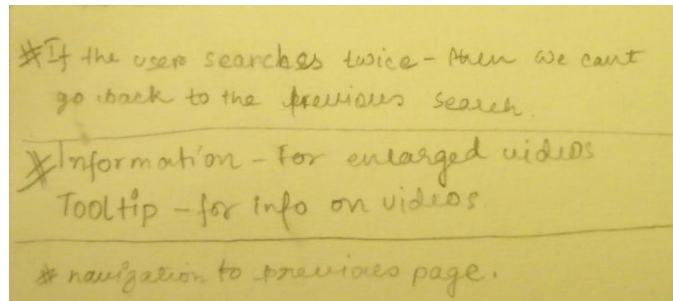 # If the user searches twice - then we cant
go back to the previous search.
# Information - For enlarged videos
Tooltip - for info on videos
# navigation to previous page.